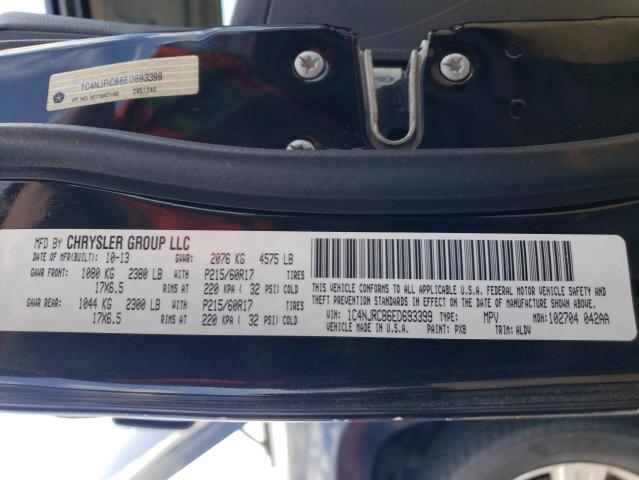 1C4NJRCB6ED693399
MFD BY CHRYSLER GROUP LLC
DATE OF MFR(BUILT): 10-13 GVWR: 2076 KG 4575 LB
GAWR FRONT: 1080 KG 2380 LB WITH P215/60R17 TIRES
17X6.5 RIMS AT 220 KPA ( 32 PSI) COLD
GAWR REAR: 1044 KG 2300 LB WITH P215/60R17 TIRES
17X6.5 RIMS AT 220 KPA ( 32 PSI) COLD
THIS VEHICLE CONFORMS TO ALL APPLICABLE U.S.A. FEDERAL MOTOR VEHICLE SAFETY AND
THEFT PREVENTION STANDARDS IN EFFECT ON THE DATE OF MANUFACTURE SHOWN ABOVE.
VIN: 1C4NJRCB6ED693399 TYPE: MPV MDH: 102704 042AA
VEHICLE MADE IN U.S.A. PAINT: PXB TRIM: ALDV